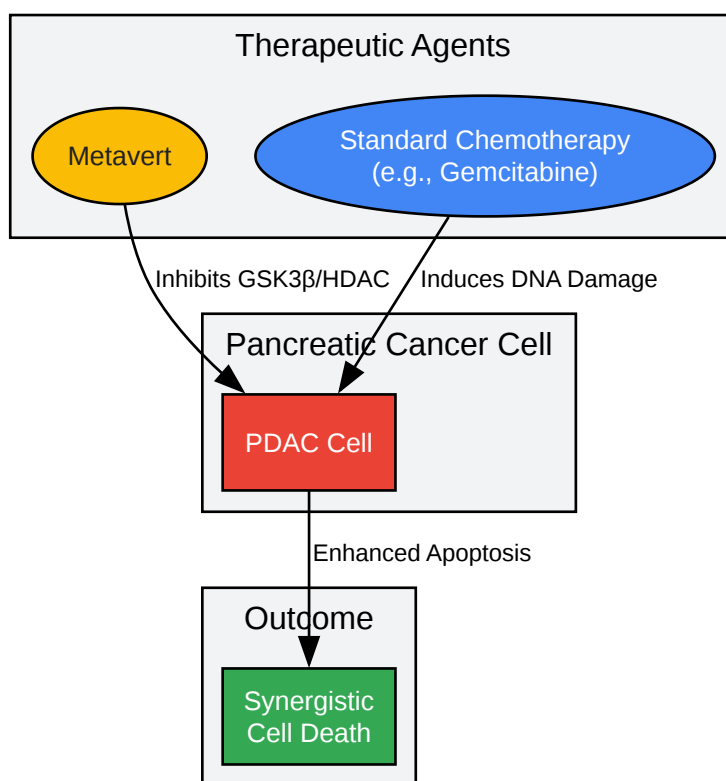 Therapeutic Agents
Metavert
Standard Chemotherapy
(e.g., Gemcitabine)
Inhibits GSK3β/HDAC
Induces DNA Damage
Pancreatic Cancer Cell
PDAC Cell
Enhanced Apoptosis
Outcome
Synergistic
Cell Death